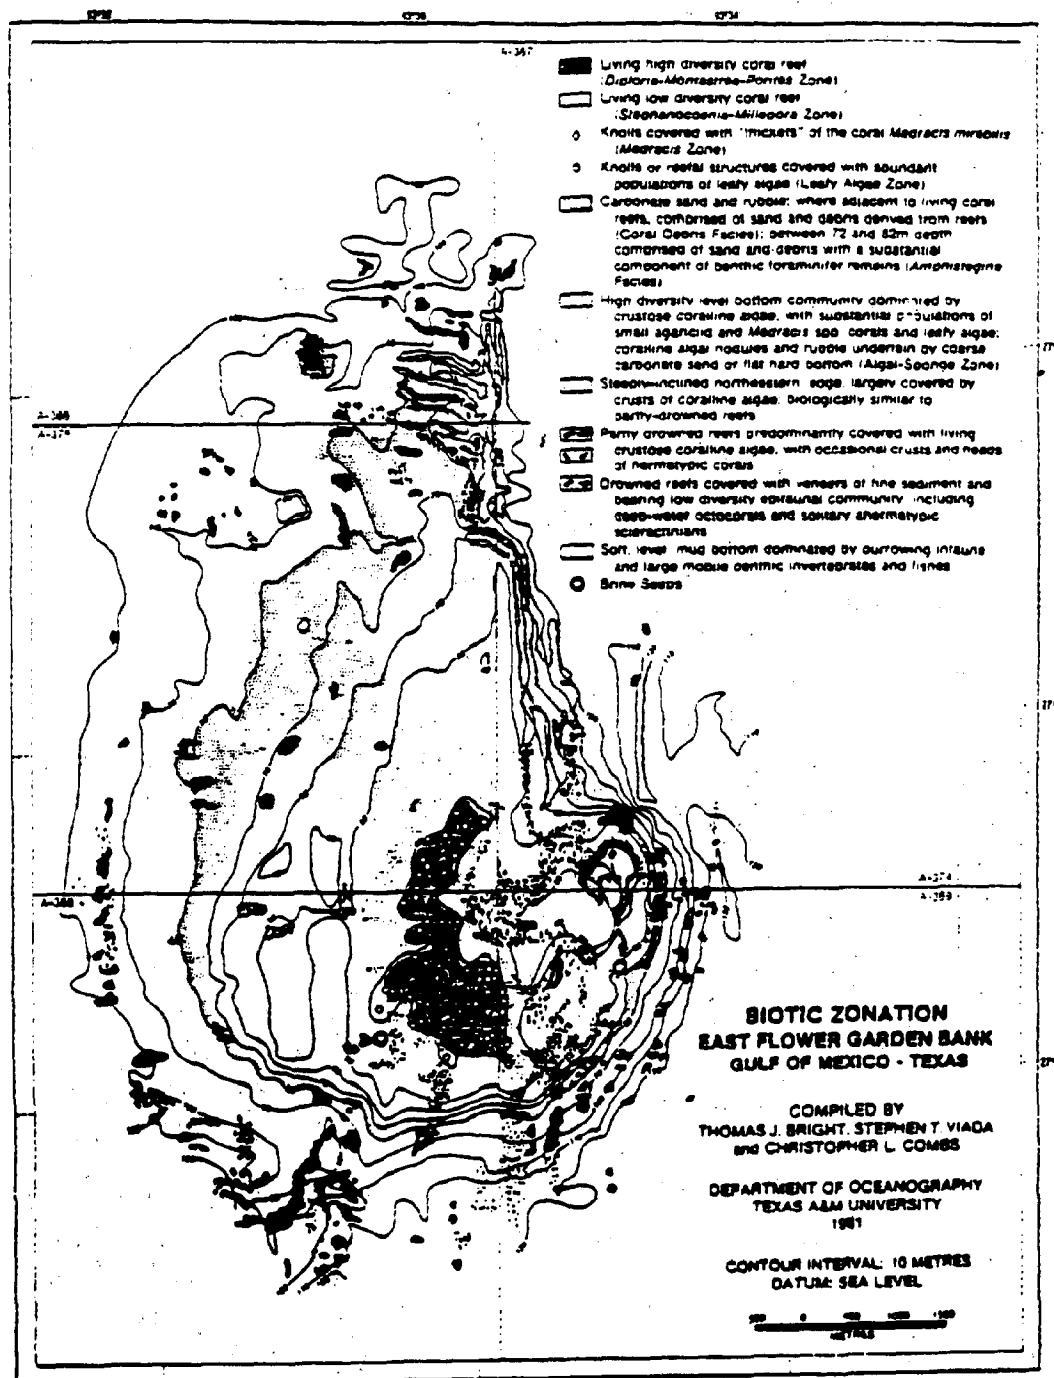 A-367
Living high diversity coral reef
(Diploria-Montastrea-Porites Zone)
Living low diversity coral reef
(Stephanocoenia-Millepora Zone)
Knolls covered with "thickets" of the coral Madracis mirabilis
(Madracis Zone)
Knolls or reefal structures covered with abundant
populations of leafy algae (Leafy Algae Zone)
Carbonate sand and rubble; where adjacent to living coral
reefs, comprised of sand and debris derived from reefs
(Coral Debris Facies); between 72 and 82m depth
comprised of sand and debris with a substantial
component of benthic foraminifer remains (Amphistegina
Facies)
High diversity level bottom community dominated by
crustose coralline algae, with substantial populations of
small agariciid and Madracis spp. corals and leafy algae;
coralline algal nodules and rubble underlain by coarse
carbonate sand or flat hard bottom (Algal-Sponge Zone)
Steeply-inclined northeastern edge, largely covered by
crusts of coralline algae; biologically similar to
partly-drowned reefs
Partly drowned reefs predominantly covered with living
crustose coralline algae, with occasional crusts and heads
of hermatypic corals
Drowned reefs covered with veneers of fine sediment and
bearing low diversity epifaunal community, including
deep-water octocorals and solitary ahermatypic
scleractinians
Soft, level, mud bottom dominated by burrowing infauna
and large mobile benthic invertebrates and fishes
Brine Seeps
A-366
A-374
A-374
A-389
BIOTIC ZONATION
EAST FLOWER GARDEN BANK
GULF OF MEXICO - TEXAS
COMPILED BY
THOMAS J. BRIGHT, STEPHEN T. VIADA
and CHRISTOPHER L. COMBS
DEPARTMENT OF OCEANOGRAPHY
TEXAS A&M UNIVERSITY
1981
CONTOUR INTERVAL: 10 METRES
DATUM: SEA LEVEL
METRES